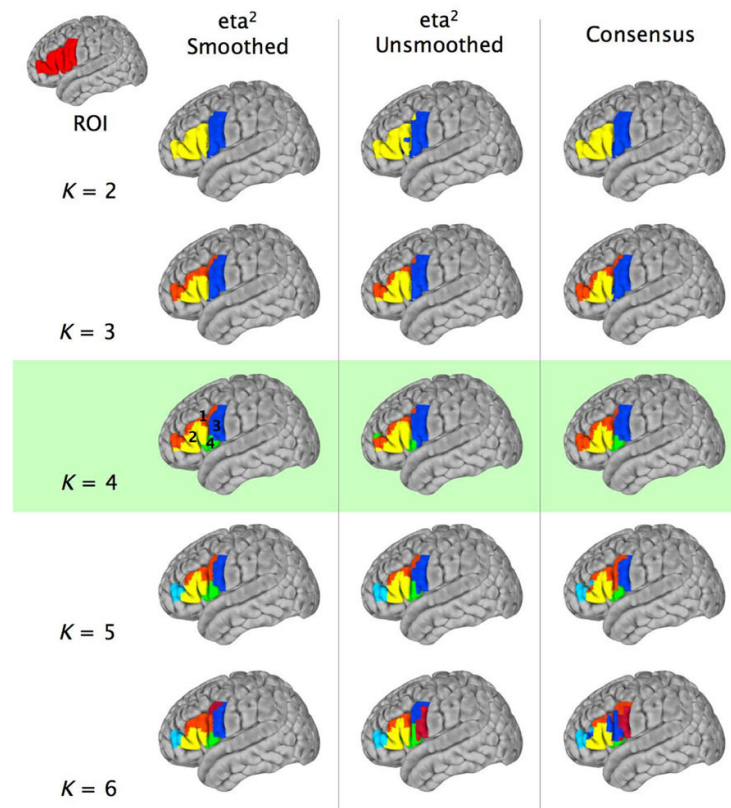 eta²
Smoothed
eta²
Unsmoothed
Consensus
ROI
K = 2
K = 3
1
3
2
4
K = 4
K = 5
K = 6